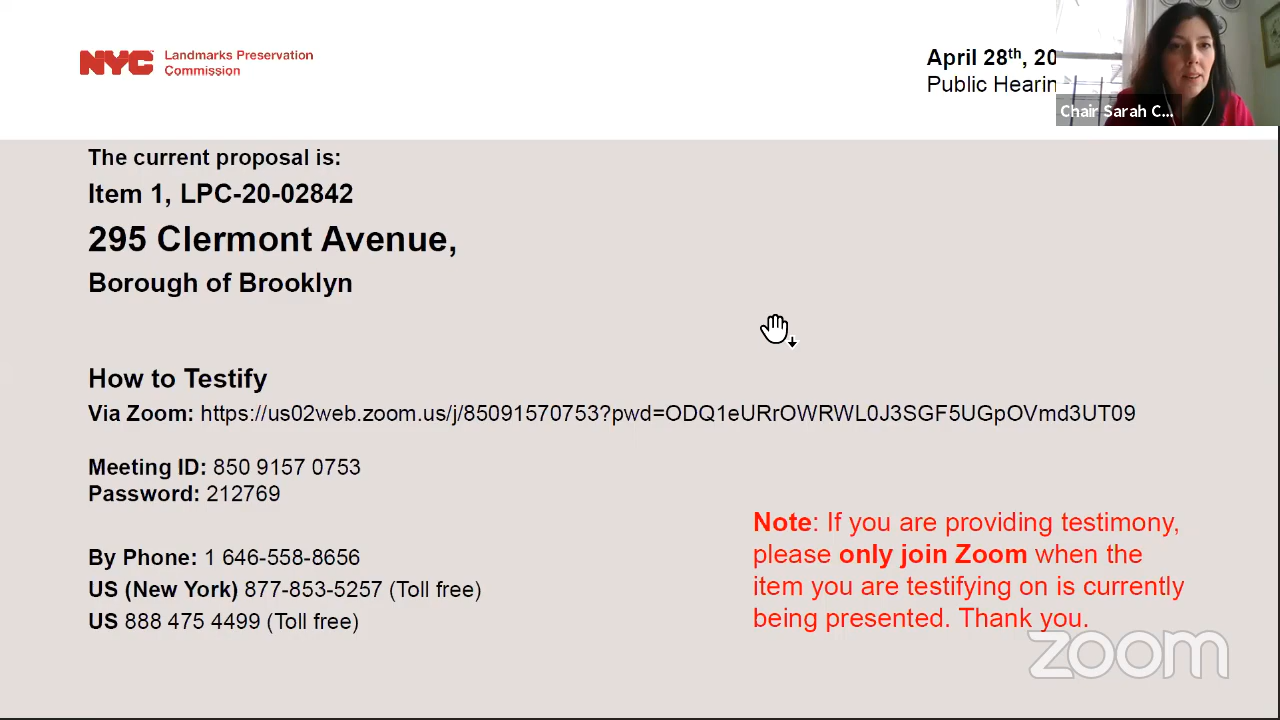 NYC Landmarks Preservation
Commission
April 28th, 20
Public Hearin
Chair Sarah C...
The current proposal is:
Item 1, LPC-20-02842
295 Clermont Avenue,
Borough of Brooklyn
How to Testify
Via Zoom: https://us02web.zoom.us/j/85091570753?pwd=ODQ1eURrOWRWL0J3SGF5UGpOVmd3UT09
Meeting ID: 850 9157 0753
Password: 212769
By Phone: 1 646-558-8656
US (New York) 877-853-5257 (Toll free)
US 888 475 4499 (Toll free)
Note: If you are providing testimony,
please only join Zoom when the
item you are testifying on is currently
being presented. Thank you.
zoom